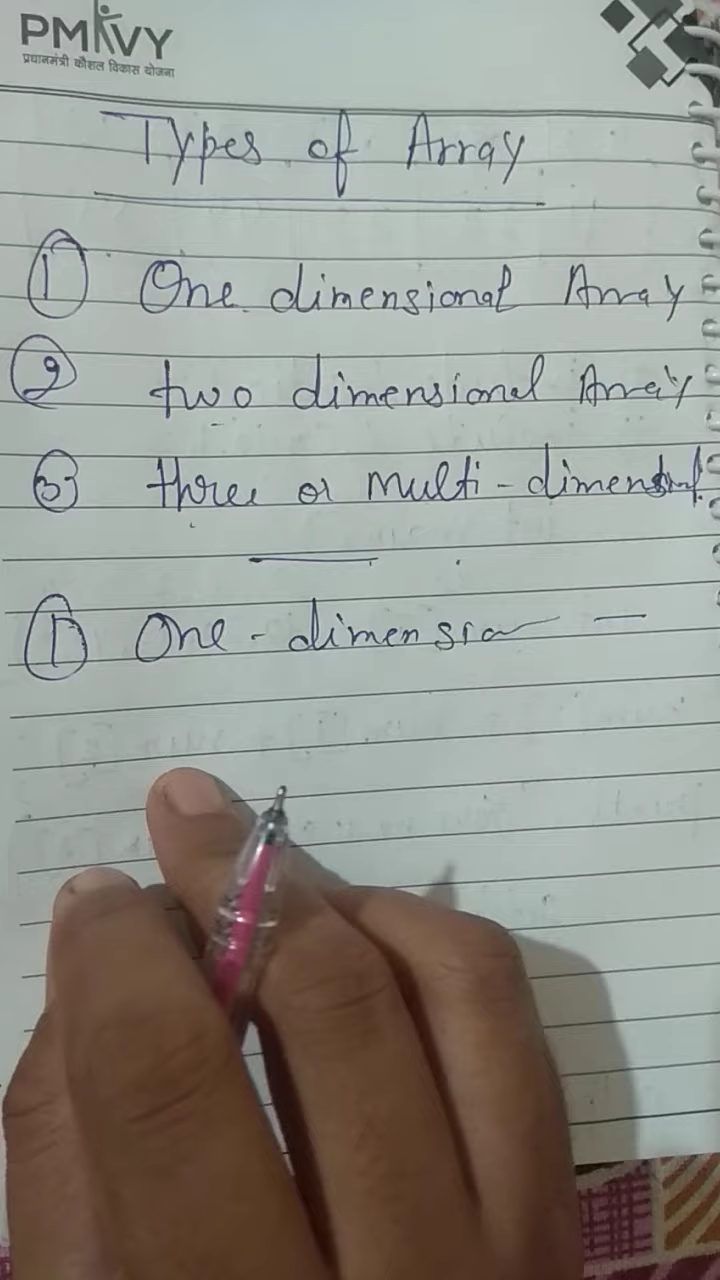 PMKVY
प्रधानमंत्री कौशल विकास योजना
Types of Array
① One dimensional Array
② two dimensional Array
③ three or multi-dimensional
① One-dimension —